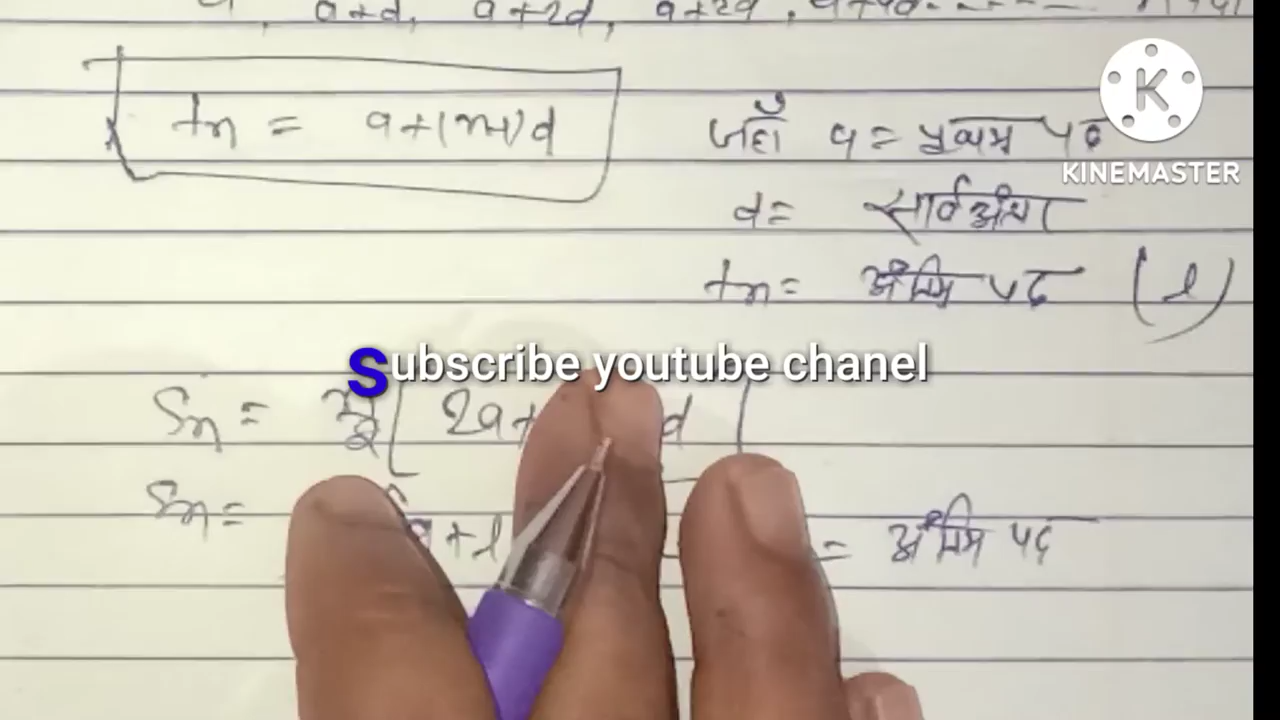 a, a+d, a+2d, a+3d, a+4d.........
tn = a+(n-1)d
जहाँ a = प्रथम पद
KINEMASTER
d = सार्वअंतर
tn = अंतिम पद (l)
Subscribe youtube chanel
Sn = n/2[ 2a+ d ]
Sn = a+l = अंतिम पद